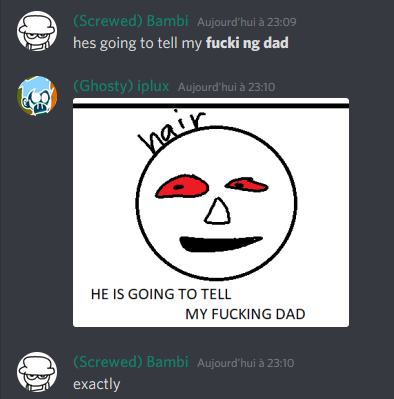 (Screwed) Bambi Aujourd'hui à 23:09
hes going to tell my fucki ng dad
(Ghosty) iplux Aujourd'hui à 23:10
hair
HE IS GOING TO TELL
MY FUCKING DAD
(Screwed) Bambi Aujourd'hui à 23:10
exactly